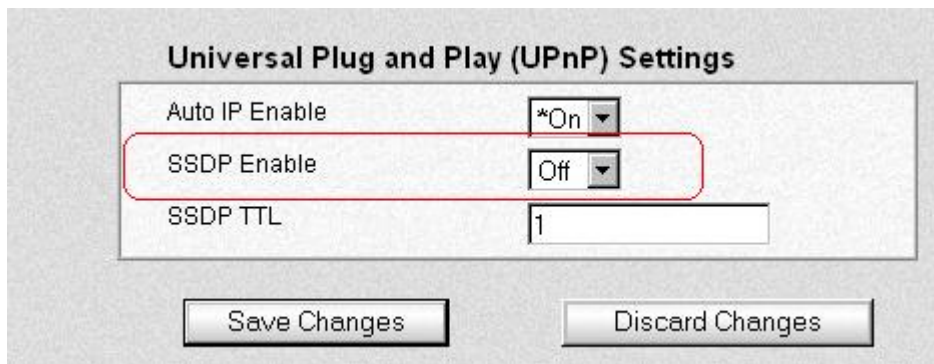 Universal Plug and Play (UPnP) Settings
Auto IP Enable *On
SSDP Enable Off
SSDP TTL 1
Save Changes Discard Changes